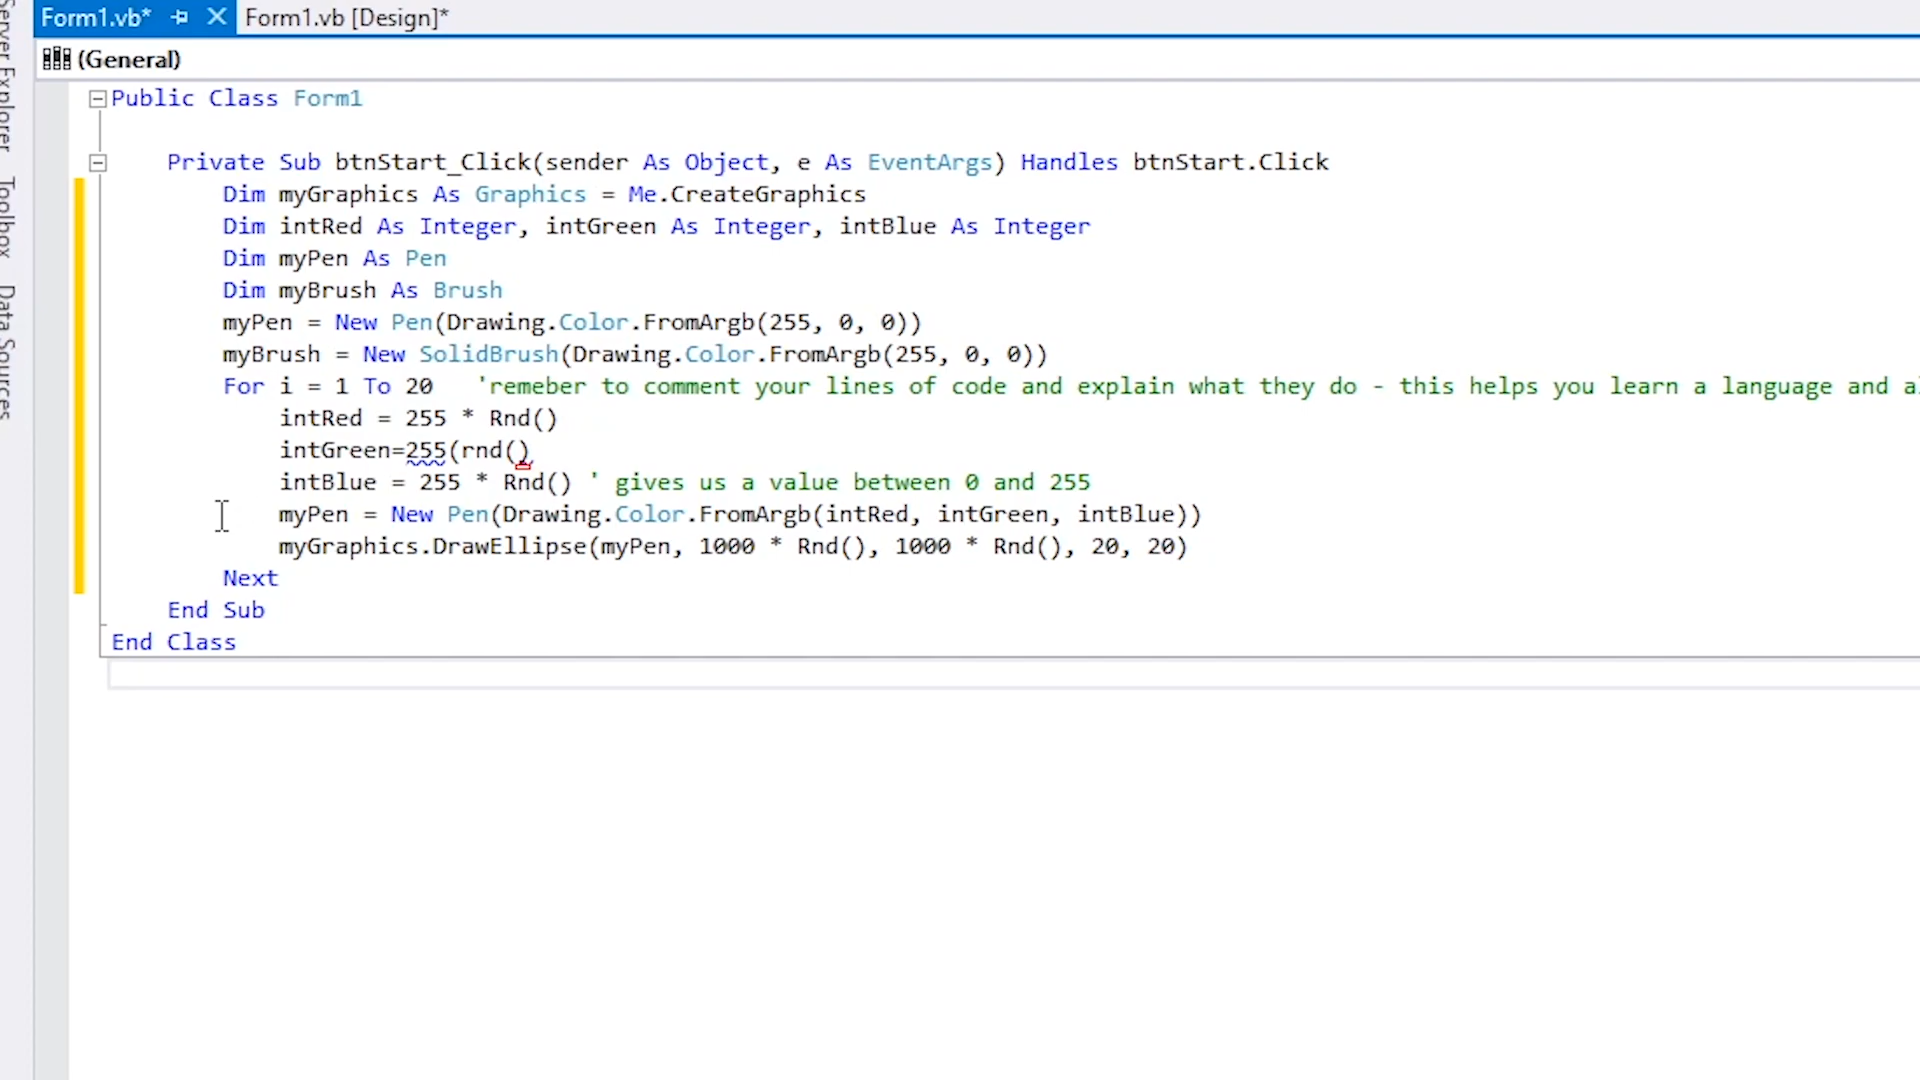 Form1.vb* Form1.vb [Design]*
(General)
Server Explorer
Toolbox
Data Sources
Public Class Form1
Private Sub btnStart_Click(sender As Object, e As EventArgs) Handles btnStart.Click
Dim myGraphics As Graphics = Me.CreateGraphics
Dim intRed As Integer, intGreen As Integer, intBlue As Integer
Dim myPen As Pen
Dim myBrush As Brush
myPen = New Pen(Drawing.Color.FromArgb(255, 0, 0))
myBrush = New SolidBrush(Drawing.Color.FromArgb(255, 0, 0))
For i = 1 To 20 'remeber to comment your lines of code and explain what they do - this helps you learn a language and
intRed = 255 * Rnd()
intGreen=255(rnd()
intBlue = 255 * Rnd() ' gives us a value between 0 and 255
myPen = New Pen(Drawing.Color.FromArgb(intRed, intGreen, intBlue))
myGraphics.DrawEllipse(myPen, 1000 * Rnd(), 1000 * Rnd(), 20, 20)
Next
End Sub
End Class